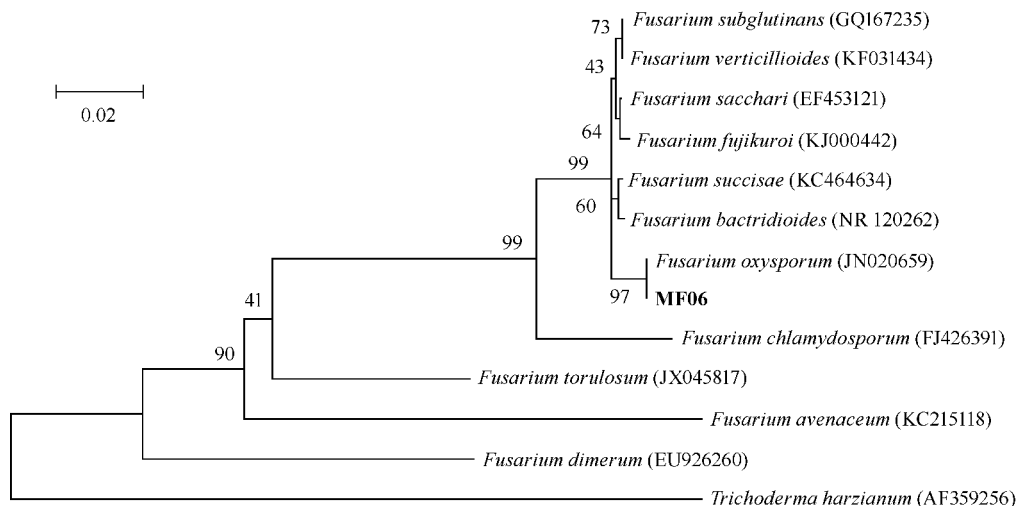 Fusarium subglutinans (GQ167235)
73
Fusarium verticillioides (KF031434)
43
Fusarium sacchari (EF453121)
0.02
64
Fusarium fujikuroi (KJ000442)
99
Fusarium succisae (KC464634)
60
Fusarium bactridioides (NR 120262)
99
Fusarium oxysporum (JN020659)
97
MF06
41
Fusarium chlamydosporum (FJ426391)
90
Fusarium torulosum (JX045817)
Fusarium avenaceum (KC215118)
Fusarium dimerum (EU926260)
Trichoderma harzianum (AF359256)